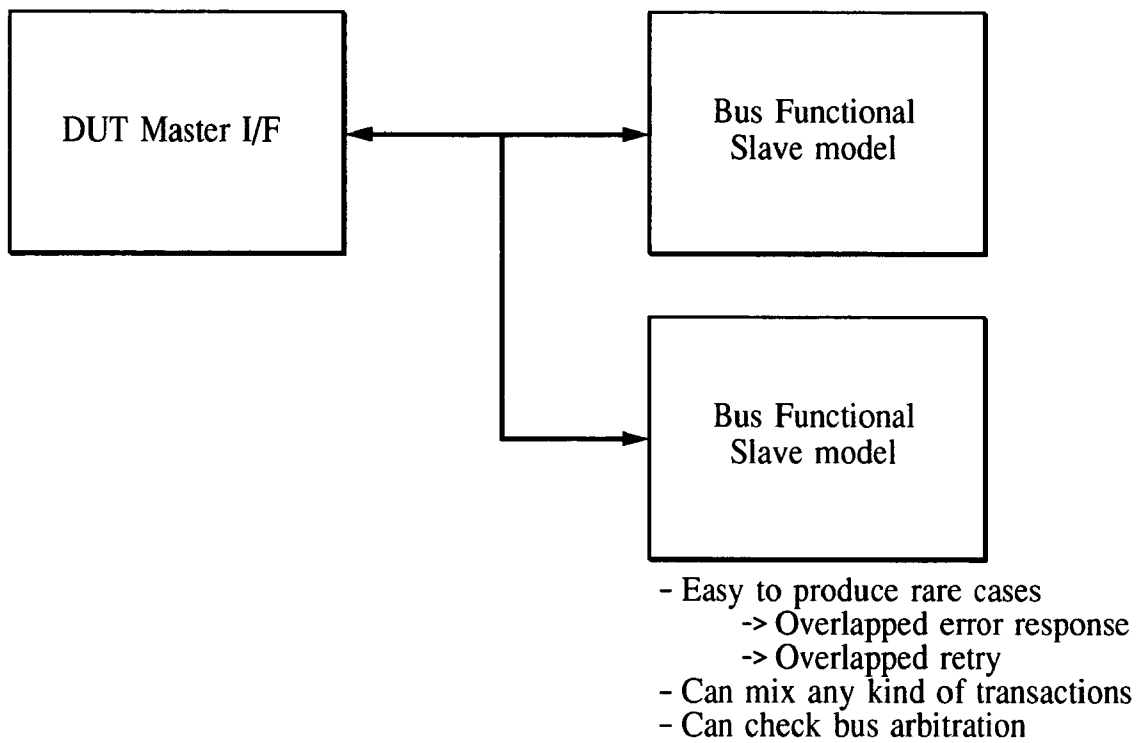 DUT Master I/F
Bus Functional
Slave model
Bus Functional
Slave model
- Easy to produce rare cases
-> Overlapped error response
-> Overlapped retry
- Can mix any kind of transactions
- Can check bus arbitration